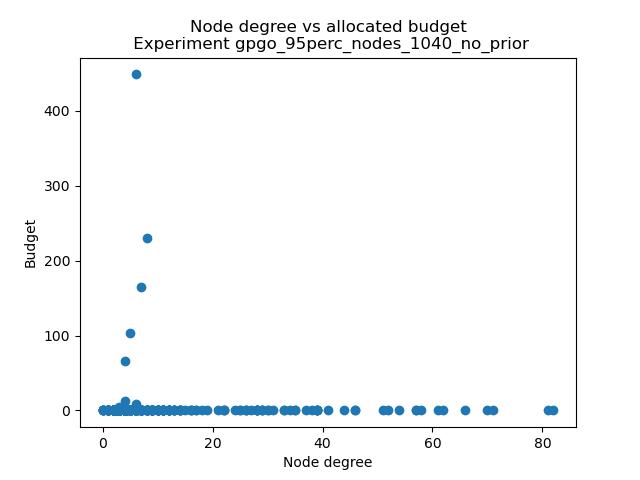 Node degree vs allocated budget
Experiment gpgo_95perc_nodes_1040_no_prior
400
300
200
100
0
Budget
0 20 40 60 80
Node degree